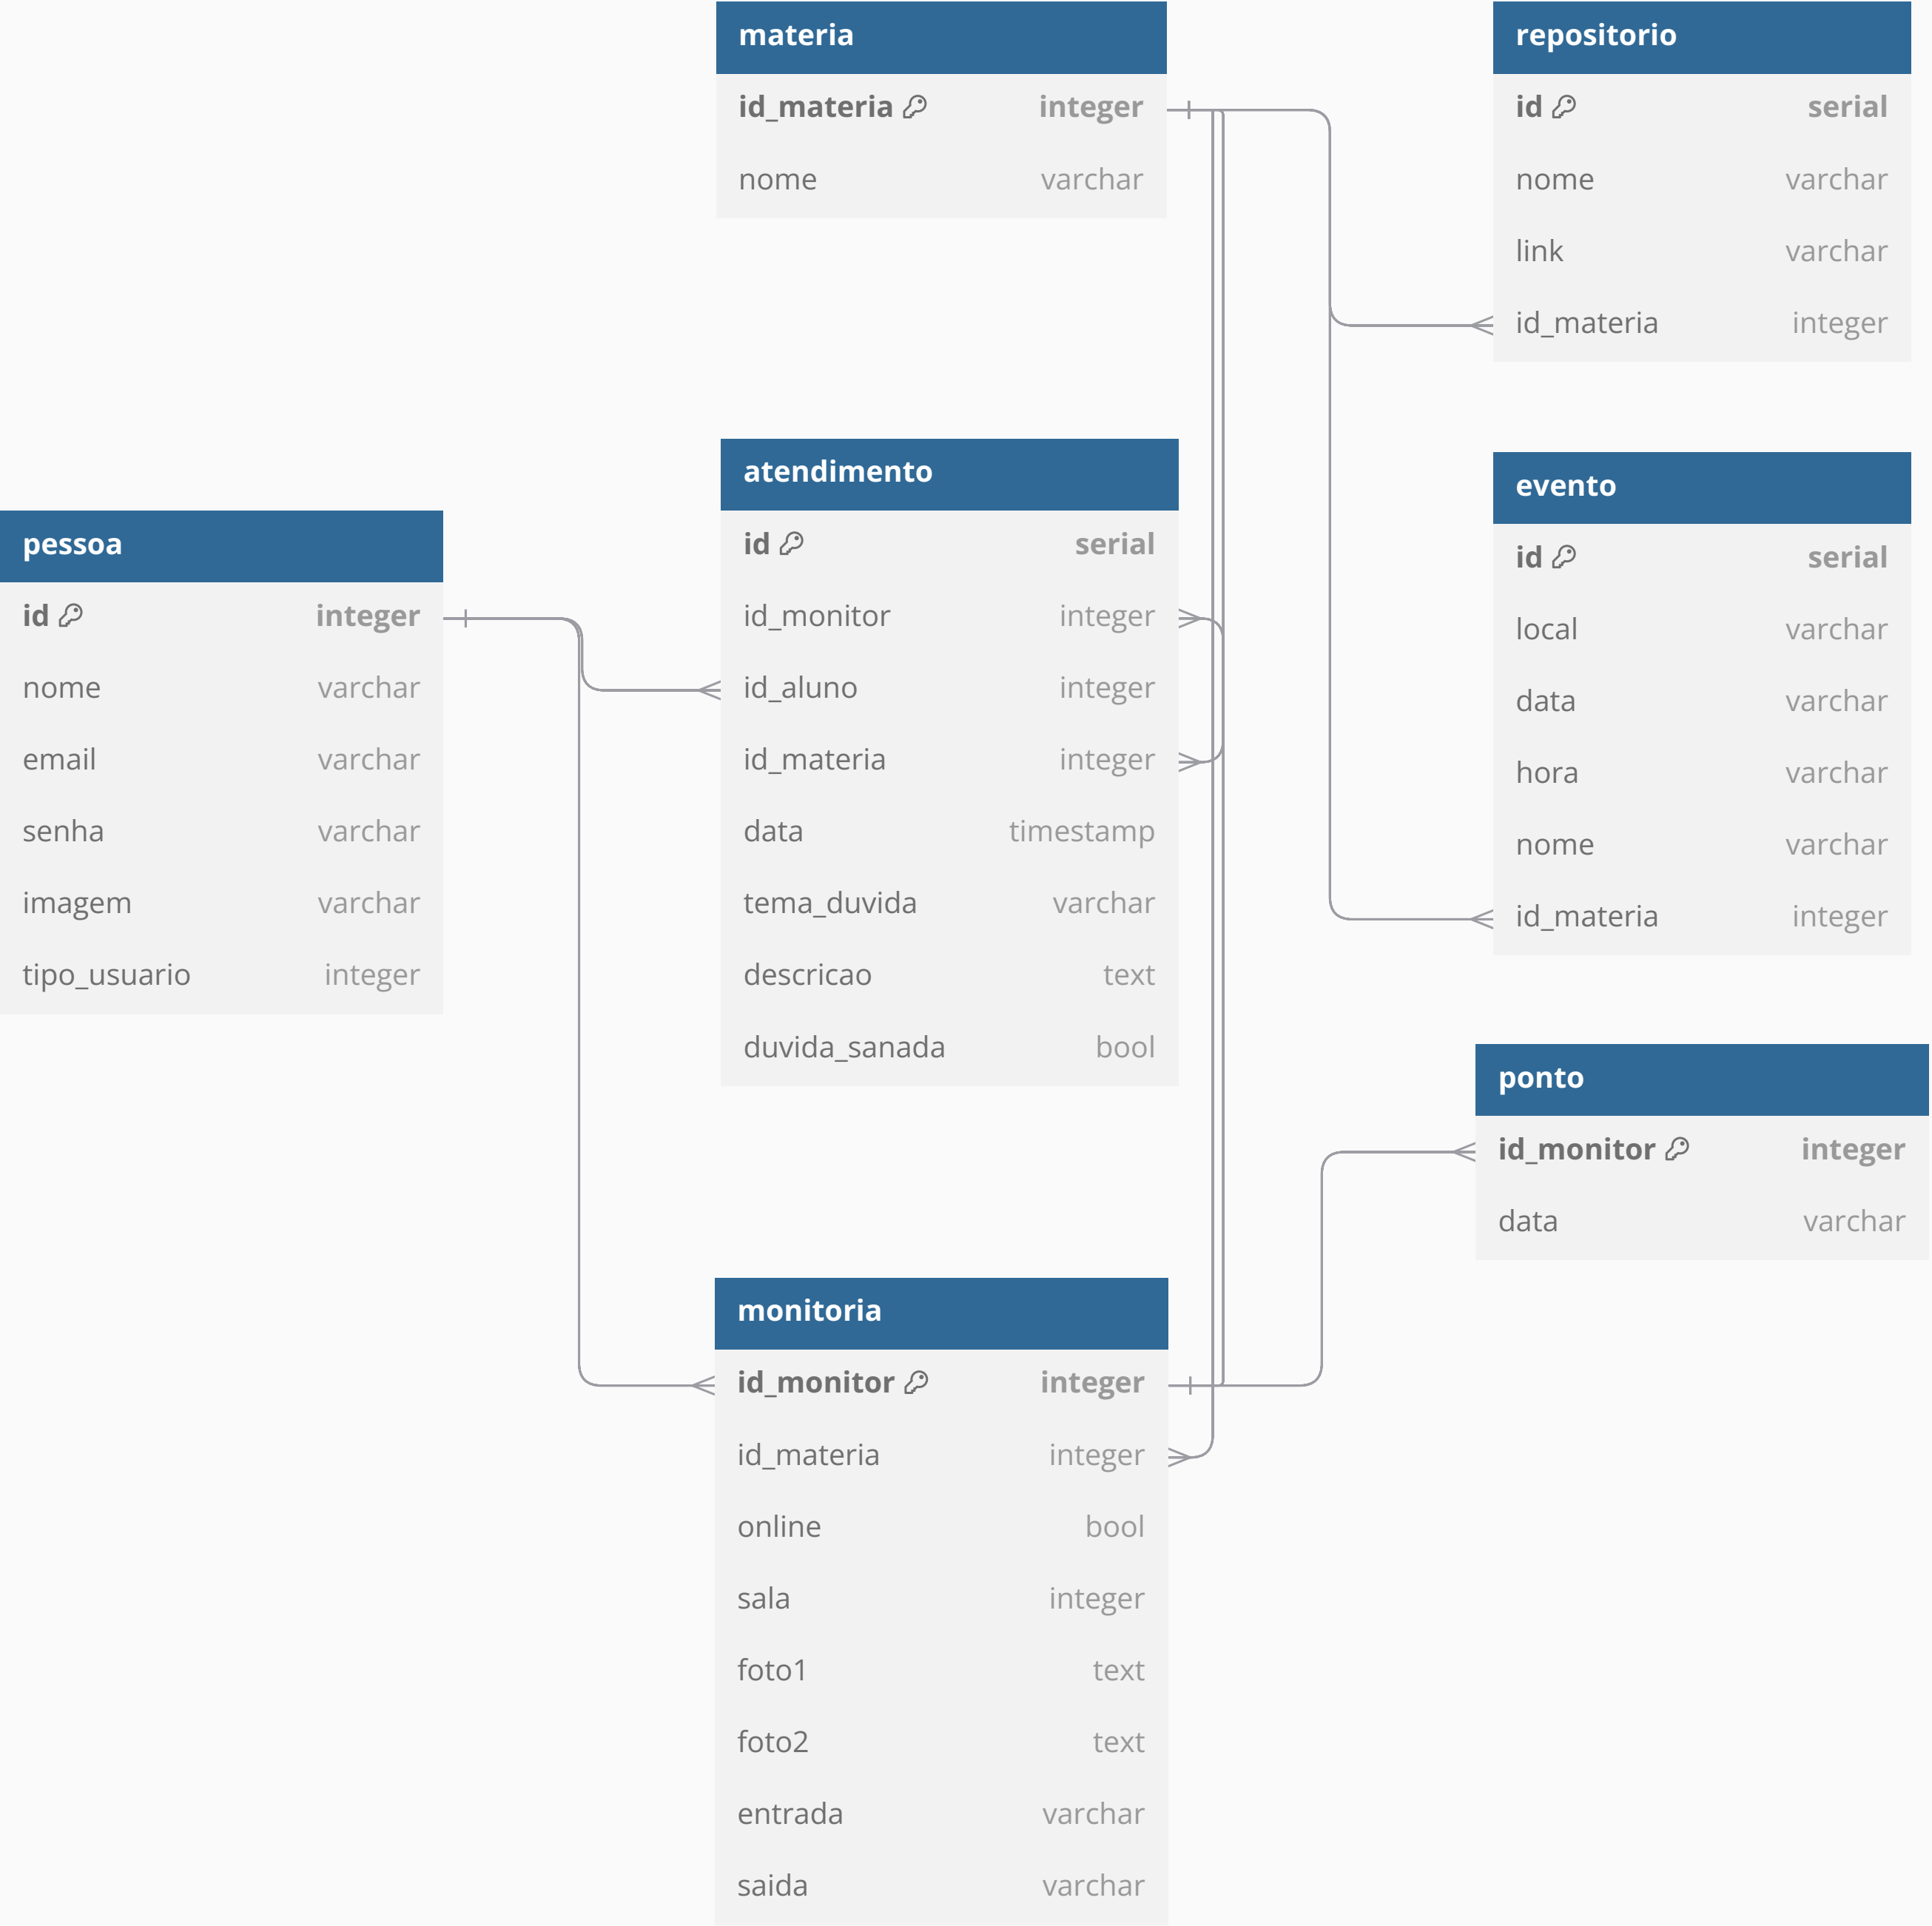 materia
id_materia integer
nome varchar
repositorio
id serial
nome varchar
link varchar
id_materia integer
atendimento
id serial
id_monitor integer
id_aluno integer
id_materia integer
data timestamp
tema_duvida varchar
descricao text
duvida_sanada bool
evento
id serial
local varchar
data varchar
hora varchar
nome varchar
id_materia integer
pessoa
id integer
nome varchar
email varchar
senha varchar
imagem varchar
tipo_usuario integer
ponto
id_monitor integer
data varchar
monitoria
id_monitor integer
id_materia integer
online bool
sala integer
foto1 text
foto2 text
entrada varchar
saida varchar